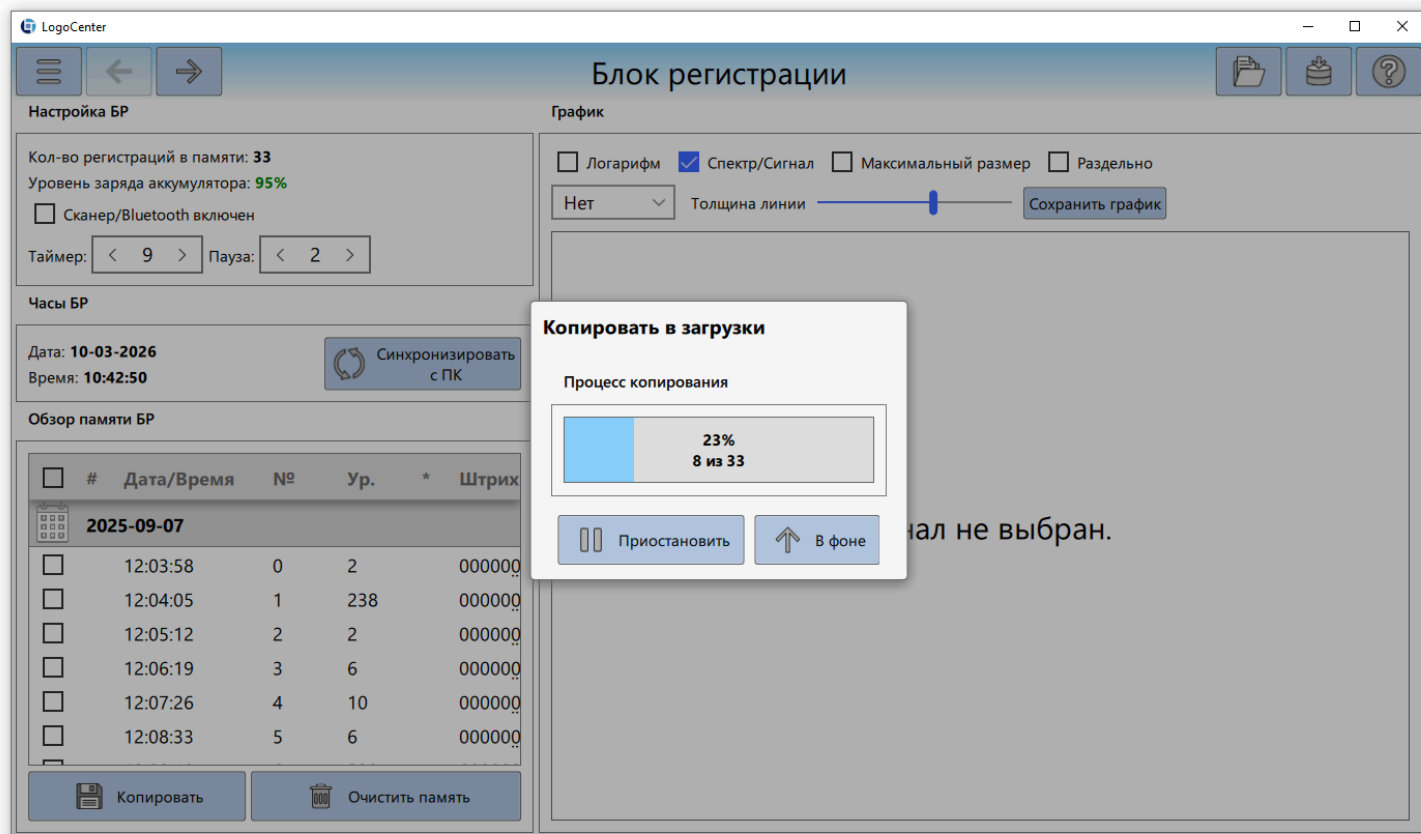 LogoCenter
Блок регистрации
Настройка БР
Кол-во регистраций в памяти: 33
Уровень заряда аккумулятора: 95%
Сканер/Bluetooth включен
Таймер: < 9 > Пауза: < 2 >
Часы БР
Дата: 10-03-2026
Время: 10:42:50
Синхронизировать
с ПК
Обзор памяти БР
# Дата/Время № Ур. * Штрих
2025-09-07
12:03:58 0 2 000000
12:04:05 1 238 000000
12:05:12 2 2 000000
12:06:19 3 6 000000
12:07:26 4 10 000000
12:08:33 5 6 000000
Копировать
Очистить память
График
Логарифм Спектр/Сигнал Максимальный размер Раздельно
Нет Толщина линии Сохранить график
нал не выбран.
Копировать в загрузки
Процесс копирования
23%
8 из 33
Приостановить
В фоне